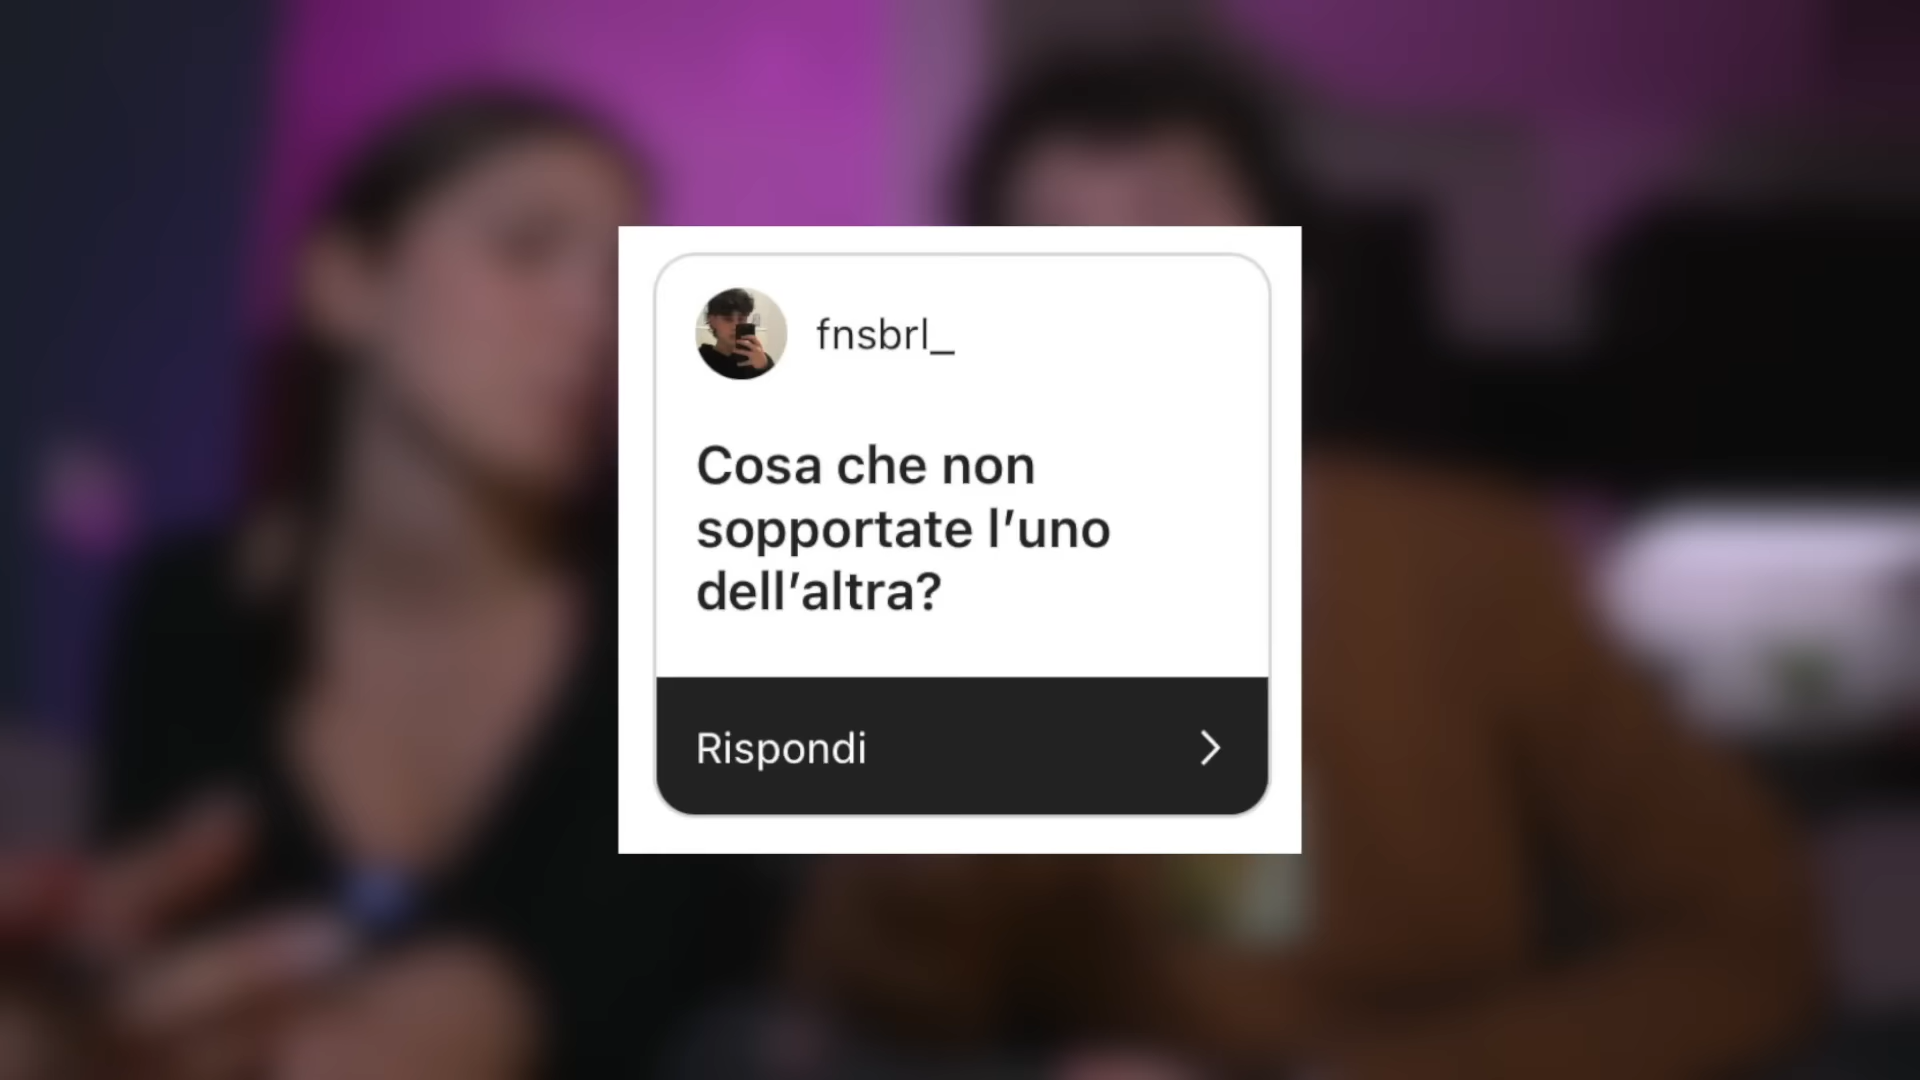 fnsbrl_
Cosa che non
sopportate l’uno
dell’altra?
Rispondi